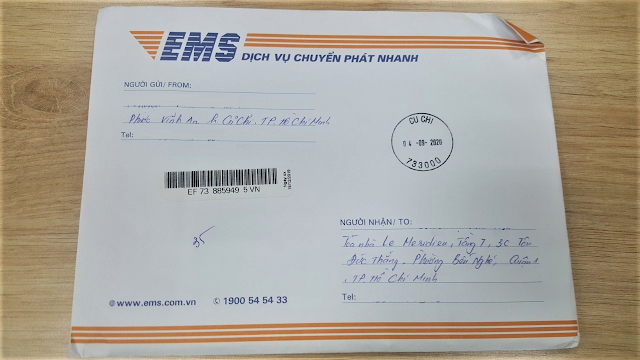 EMS
DỊCH VỤ CHUYỂN PHÁT NHANH
NGƯỜI GỬI/ FROM:
Phước Vĩnh An h Củ Chi, TP. Hồ Chí Minh
Tel:
CU CHI
04 -09- 2020
733000
EF 73 885949 5 VN
35
NGƯỜI NHẬN/ TO:
Tòa nhà Le Meridien, Tầng 7, 3C Tôn
Đức Thắng. Phường Bến Nghé, Quận 1
, TP. Hồ Chí Minh
Tel:
www.ems.com.vn
1900 54 54 33